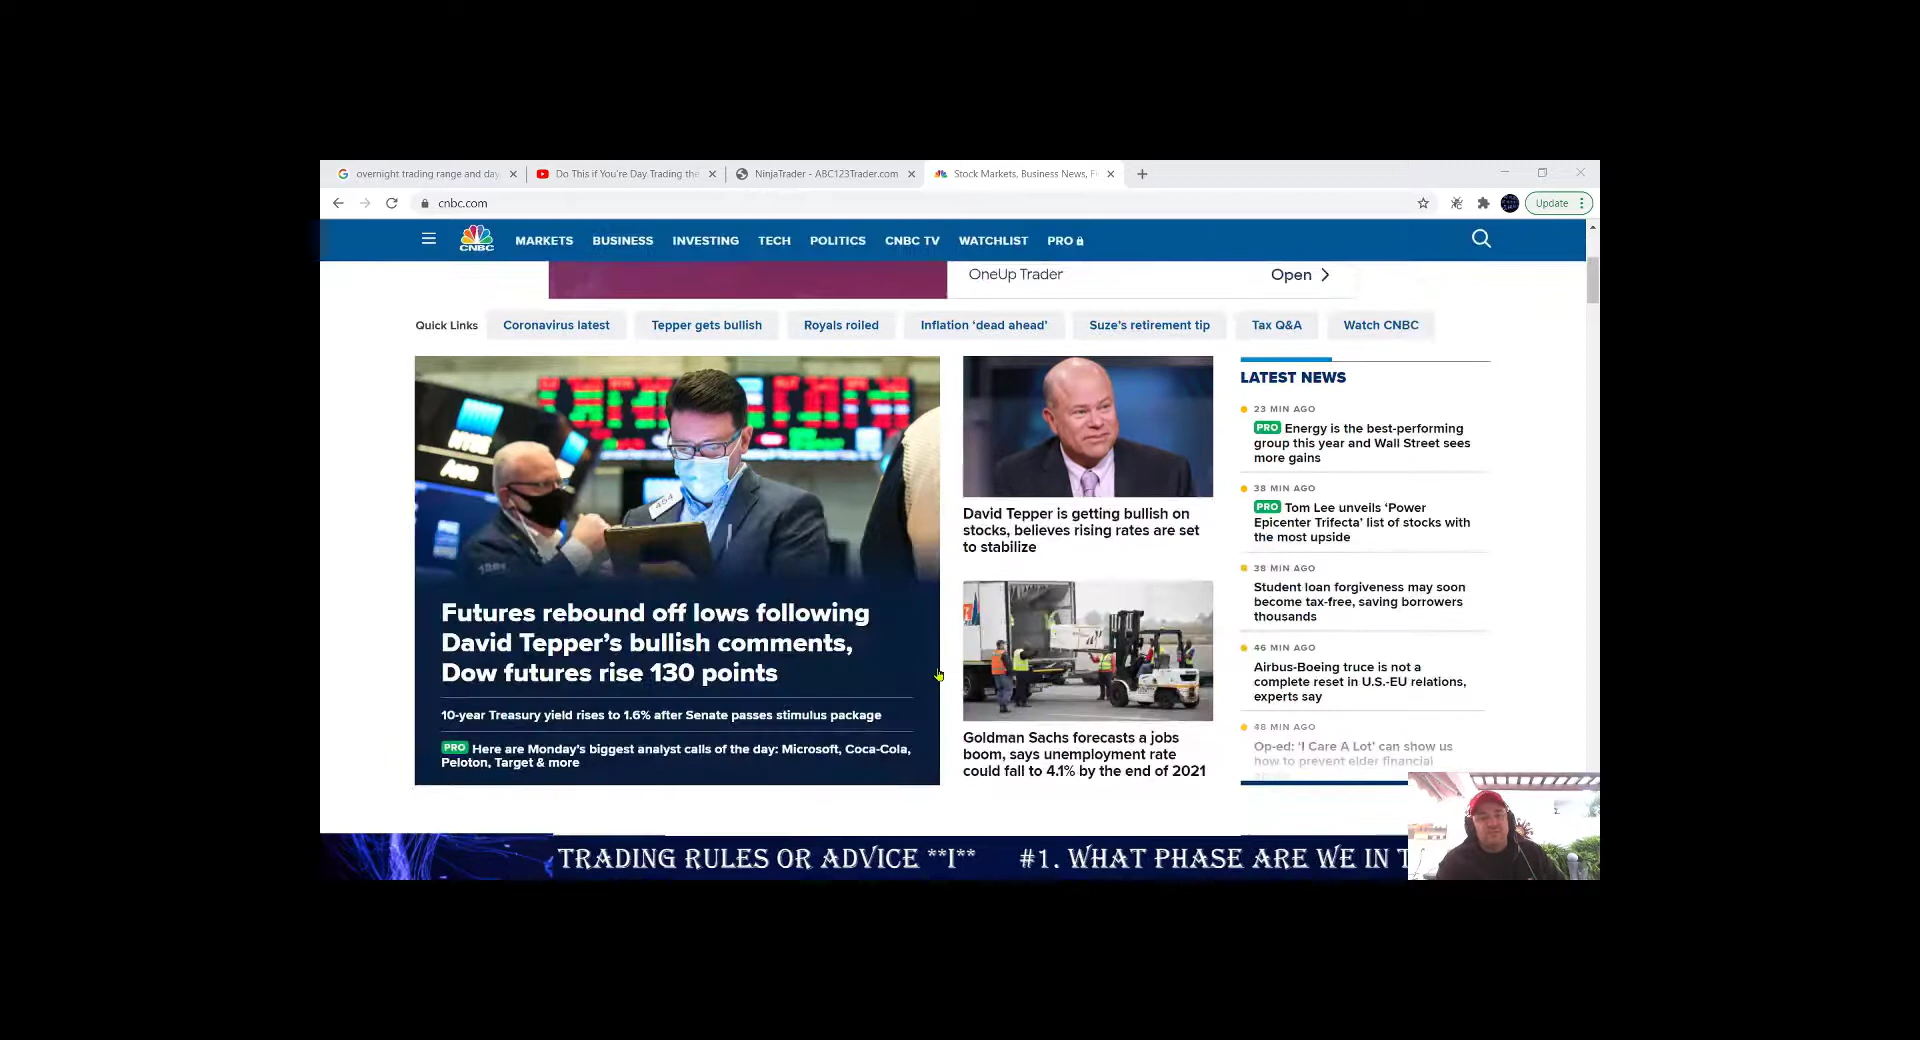 overnight trading range and day
Do This if You're Day Trading the
NinjaTrader - ABC123Trader.com
Stock Markets, Business News, F
cnbc.com
Update
CNBC
MARKETS
BUSINESS
INVESTING
TECH
POLITICS
CNBC TV
WATCHLIST
PRO
OneUp Trader
Open
Quick Links
Coronavirus latest
Tepper gets bullish
Royals roiled
Inflation ‘dead ahead’
Suze’s retirement tip
Tax Q&A
Watch CNBC
NYSE
Arca
454
Futures rebound off lows following
David Tepper’s bullish comments,
Dow futures rise 130 points
10-year Treasury yield rises to 1.6% after Senate passes stimulus package
PRO Here are Monday’s biggest analyst calls of the day: Microsoft, Coca-Cola,
Peloton, Target & more
David Tepper is getting bullish on
stocks, believes rising rates are set
to stabilize
Goldman Sachs forecasts a jobs
boom, says unemployment rate
could fall to 4.1% by the end of 2021
LATEST NEWS
23 MIN AGO
PRO Energy is the best-performing
group this year and Wall Street sees
more gains
38 MIN AGO
PRO Tom Lee unveils ‘Power
Epicenter Trifecta’ list of stocks with
the most upside
38 MIN AGO
Student loan forgiveness may soon
become tax-free, saving borrowers
thousands
46 MIN AGO
Airbus-Boeing truce is not a
complete reset in U.S.-EU relations,
experts say
48 MIN AGO
Op-ed: ‘I Care A Lot’ can show us
how to prevent elder financial
TRADING RULES OR ADVICE **I** #1. WHAT PHASE ARE WE IN T